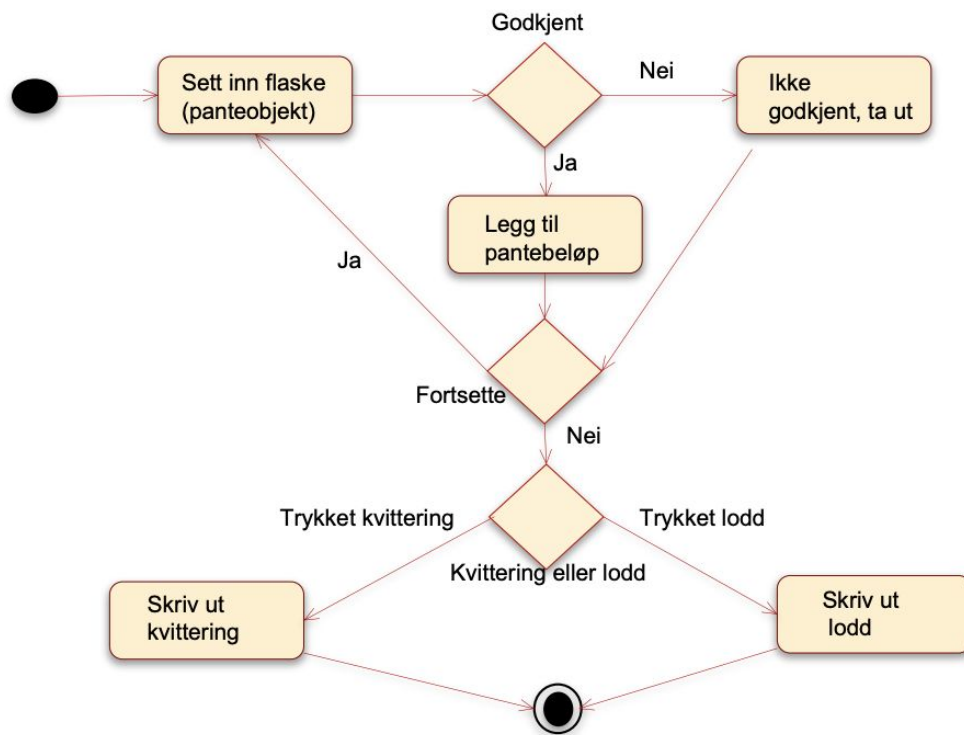 Godkjent
Sett inn flaske
(panteobjekt)
Nei
Ikke
godkjent, ta ut
Ja
Legg til
pantebeløp
Ja
Fortsette
Nei
Trykket kvittering
Trykket lodd
Kvittering eller lodd
Skriv ut
kvittering
Skriv ut
lodd